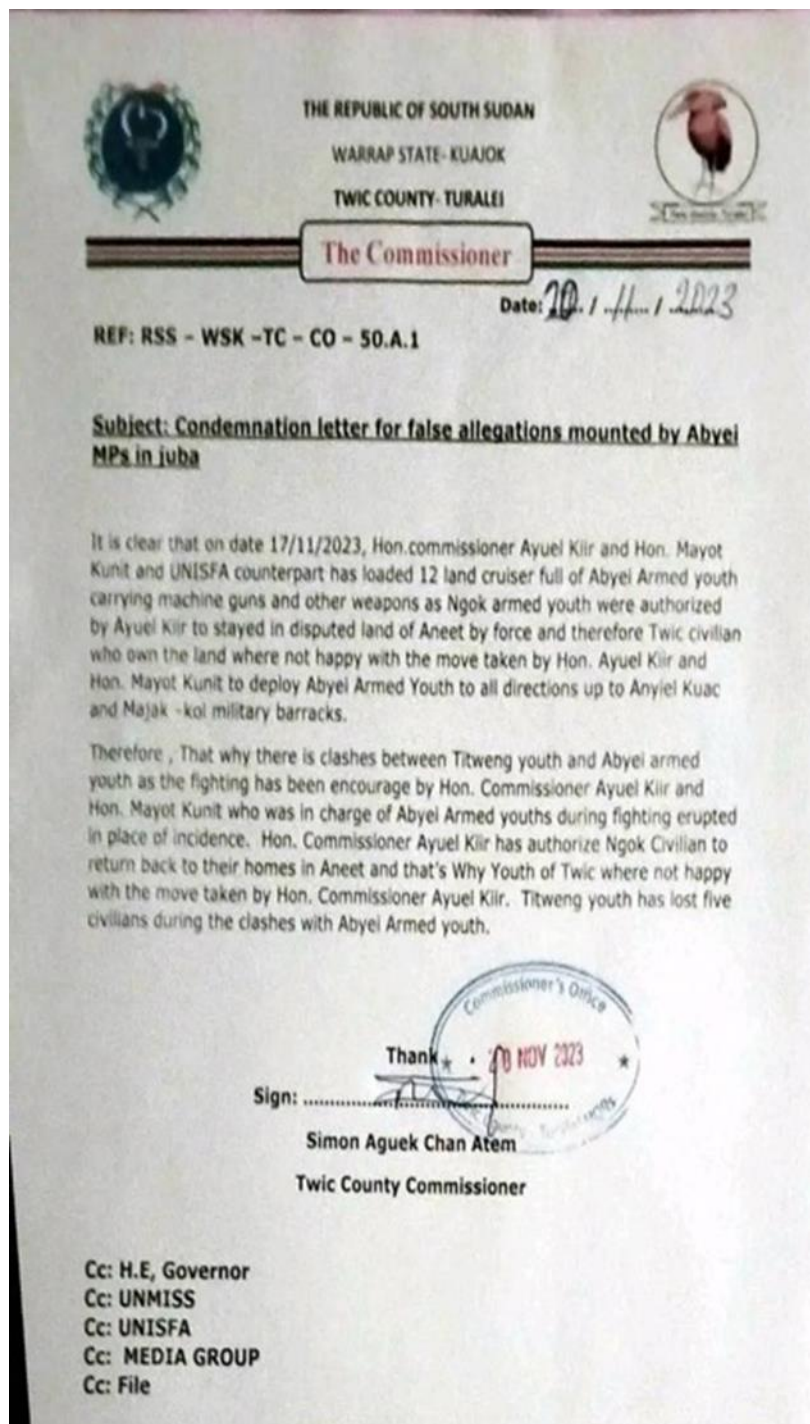 THE REPUBLIC OF SOUTH SUDAN
WARRAP STATE- KUAJOK
TWIC COUNTY- TURALEI
The Commissioner
Date: 20 / 11 / 2023
REF: RSS – WSK –TC – CO – 50.A.1
Subject: Condemnation letter for false allegations mounted by Abyei
MPs in juba
It is clear that on date 17/11/2023, Hon.commissioner Ayuel Kiir and Hon. Mayot
Kunit and UNISFA counterpart has loaded 12 land cruiser full of Abyei Armed youth
carrying machine guns and other weapons as Ngok armed youth were authorized
by Ayuel Kiir to stayed in disputed land of Aneet by force and therefore Twic civilian
who own the land where not happy with the move taken by Hon. Ayuel Kiir and
Hon. Mayot Kunit to deploy Abyei Armed Youth to all directions up to Anyiel Kuac
and Majak -kol military barracks.
Therefore , That why there is clashes between Titweng youth and Abyei armed
youth as the fighting has been encourage by Hon. Commissioner Ayuel Kiir and
Hon. Mayot Kunit who was in charge of Abyei Armed youths during fighting erupted
in place of incidence. Hon. Commissioner Ayuel Kiir has authorize Ngok Civilian to
return back to their homes in Aneet and that's Why Youth of Twic where not happy
with the move taken by Hon. Commissioner Ayuel Kiir. Titweng youth has lost five
civilians during the clashes with Abyei Armed youth.
Commissioner's Office
Thank
20 NOV 2023
Sign: ........................................
County - Turalei
Simon Aguek Chan Atem
Twic County Commissioner
Cc: H.E, Governor
Cc: UNMISS
Cc: UNISFA
Cc: MEDIA GROUP
Cc: File